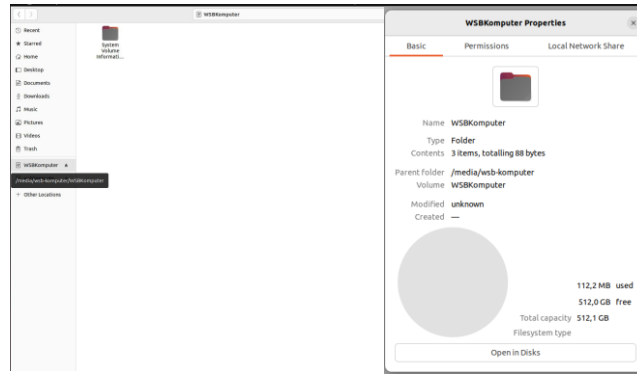 WSBKomputer
Recent
Starred
Home
Desktop
Documents
Downloads
Music
Pictures
Videos
Trash
WSBKomputer
/media/wsb-komputer/WSBKomputer
+ Other Locations
System
Volume
Informati...
WSBKomputer Properties
Basic Permissions Local Network Share
Name WSBKomputer
Type Folder
Contents 3 items, totalling 88 bytes
Parent folder /media/wsb-komputer
Volume WSBKomputer
Modified unknown
Created —
112,2 MB used
512,0 GB free
Total capacity 512,1 GB
Filesystem type
Open in Disks